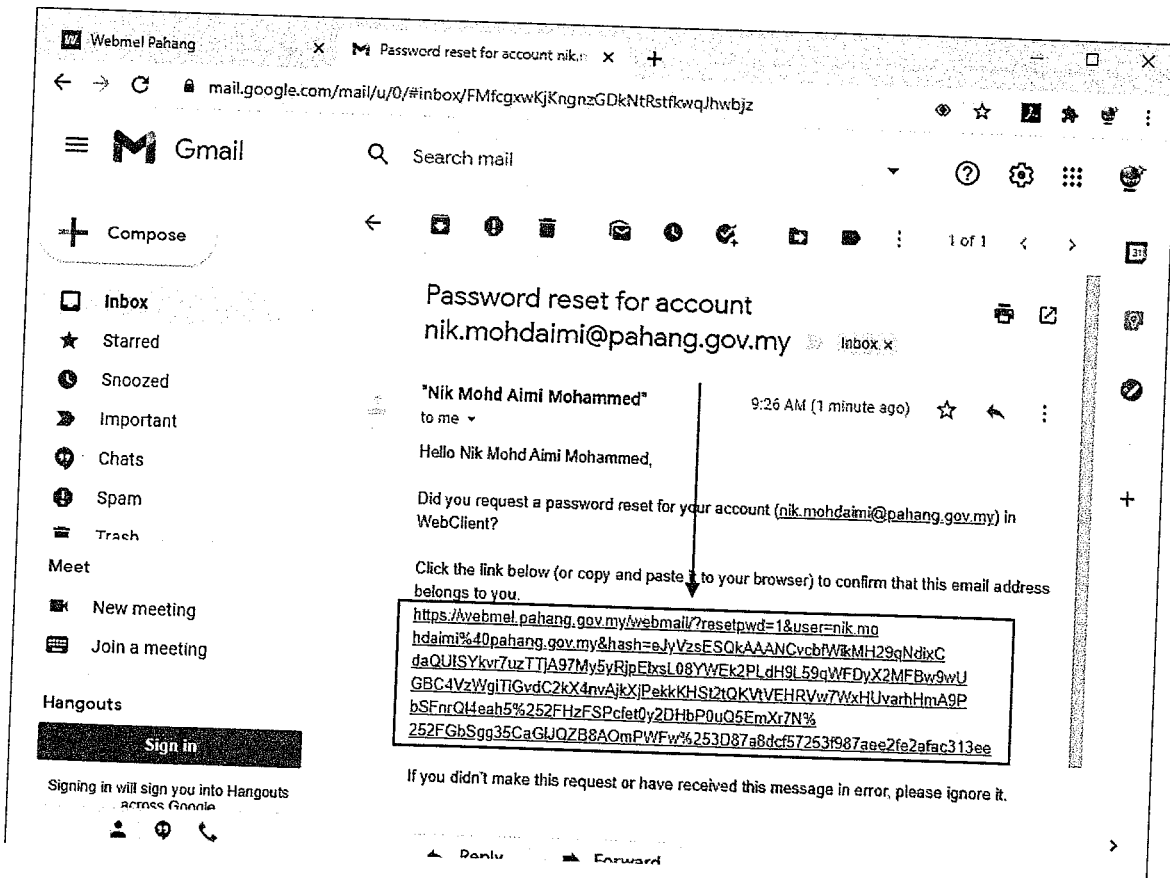 Webmel Pahang
Password reset for account nik.n
mail.google.com/mail/u/0/#inbox/FMfcgxwKjKngnzGDkNtRstfkwqJhwbjz
Gmail
Search mail
Compose
1 of 1
31
Inbox
Starred
Snoozed
Important
Chats
Spam
Trash
Meet
New meeting
Join a meeting
Hangouts
Sign in
Signing in will sign you into Hangouts
across Google
Password reset for account
nik.mohdaimi@pahang.gov.my
Inbox x
"Nik Mohd Aimi Mohammed"
9:26 AM (1 minute ago)
to me
Hello Nik Mohd Aimi Mohammed,
Did you request a password reset for your account (nik.mohdaimi@pahang.gov.my) in
WebClient?
Click the link below (or copy and paste it to your browser) to confirm that this email address
belongs to you.
https://webmel.pahang.gov.my/webmail/?resetpwd=1&user=nik.mo
hdaimi%40pahang.gov.my&hash=eJyVzsESQkAAANCvcbfWikMH29qNdixC
daQUtSYkvr7uzTTjA97My5yRjpEbxsL08YWEk2PLdH9L59qWFDyX2MFBw9wU
GBC4VzWgiTiGvdC2kX4nvAjkXjPekkKHSt2tQKVtVEHRVw7WxHUvarhHmA9P
bSFnrQl4eah5%252FHzFSPcfet0y2DHbP0uQ5EmXr7N%
252FGbSgg35CaGlJQZB8AOmPWFw%253D87a8dcf57253f987aee2fe2afac313ee
If you didn't make this request or have received this message in error, please ignore it.
Reply
Forward